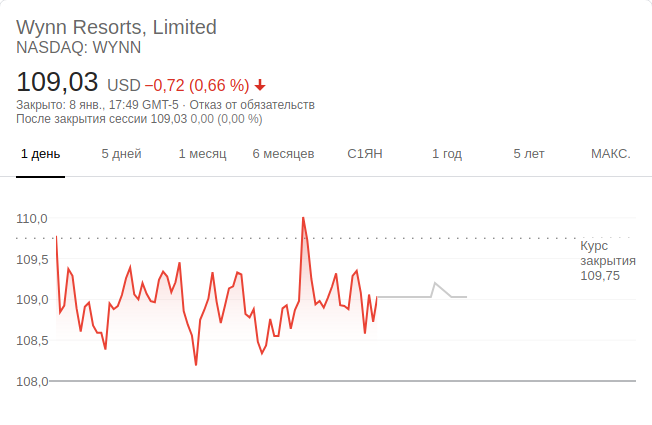 Wynn Resorts, Limited
NASDAQ: WYNN
109,03 USD −0,72 (0,66 %)
Закрыто: 8 янв., 17:49 GMT-5 · Отказ от обязательств
После закрытия сессии 109,03 0,00 (0,00 %)
1 день 5 дней 1 месяц 6 месяцев С1ЯН 1 год 5 лет МАКС.
110,0
Курс
закрытия
109,75
109,5
109,0
108,5
108,0